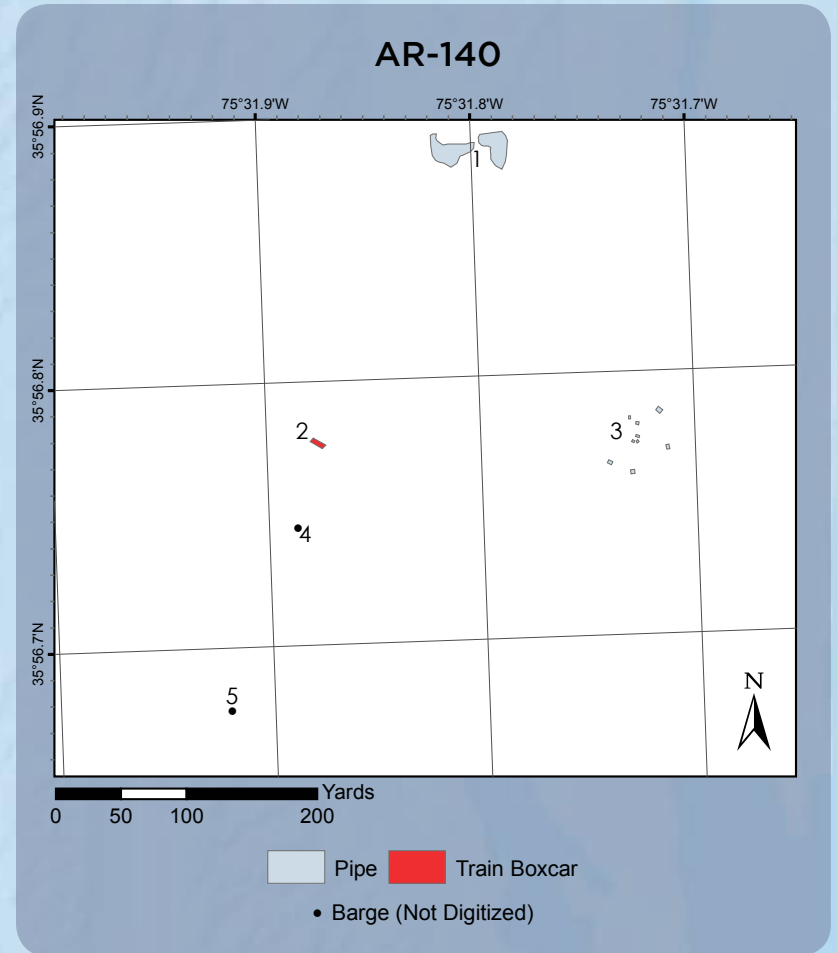 AR-140
75°31.9'W 75°31.8'W 75°31.7'W
35°56.9'N
1
35°56.8'N
2
3
4
35°56.7'N
5
N
Yards
0 50 100 200
Pipe Train Boxcar
• Barge (Not Digitized)